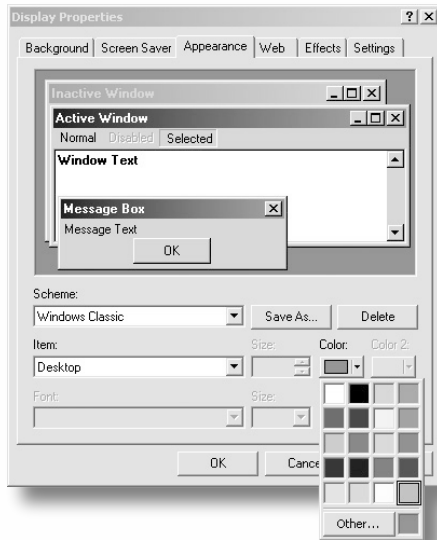 Display Properties
Background Screen Saver Appearance Web Effects Settings
Inactive Window
Active Window
Normal Disabled Selected
Window Text
Message Box
Message Text
OK
Scheme:
Windows Classic Save As... Delete
Item: Size: Color: Color 2:
Desktop
Font: Size:
OK Cance
Other...